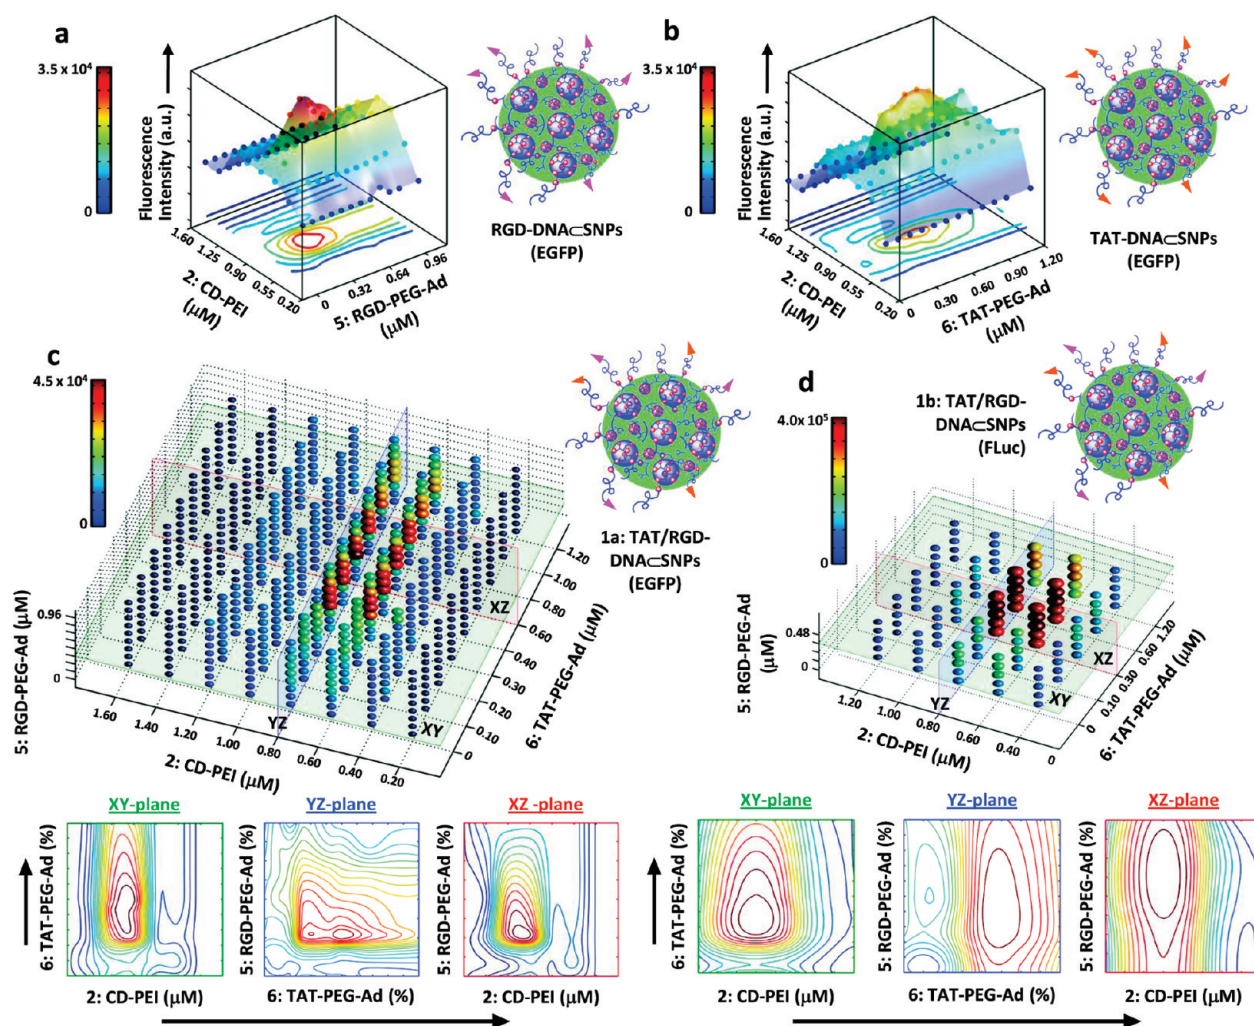 a
3.5 x 10⁴
0
Fluorescence
Intensity (a.u.)
1.60
1.25
0.90
0.55
0.20
2: CD-PEI
(μM)
0
0.32
0.64
0.96
5: RGD-PEG-Ad
(μM)
RGD-DNA⊂SNPs
(EGFP)
b
3.5 x 10⁴
0
Fluorescence
Intensity (a.u.)
1.60
1.25
0.90
0.55
0.20
2: CD-PEI
(μM)
0
0.30
0.60
0.90
1.20
6: TAT-PEG-Ad
(μM)
TAT-DNA⊂SNPs
(EGFP)
c
4.5 x 10⁴
0
5: RGD-PEG-Ad (μM)
0.96
0
1.60
1.40
1.20
1.00
0.80
0.60
0.40
0.20
2: CD-PEI (μM)
0
0.10
0.20
0.30
0.40
0.60
0.80
1.00
1.20
6: TAT-PEG-Ad (μM)
XZ
YZ
XY
1a: TAT/RGD-
DNA⊂SNPs
(EGFP)
d
4.0 x 10⁵
0
1b: TAT/RGD-
DNA⊂SNPs
(FLuc)
5: RGD-PEG-Ad
(μM)
0.48
0
1.20
1.00
0.80
0.60
0.40
0
2: CD-PEI (μM)
0
0.10
0.30
0.60
1.20
6: TAT-PEG-Ad (μM)
XZ
YZ
XY
XY-plane
6: TAT-PEG-Ad (%)
2: CD-PEI (μM)
YZ-plane
5: RGD-PEG-Ad (%)
6: TAT-PEG-Ad (%)
XZ -plane
5: RGD-PEG-Ad (%)
2: CD-PEI (μM)
XY-plane
6: TAT-PEG-Ad (%)
2: CD-PEI (μM)
YZ-plane
5: RGD-PEG-Ad (%)
6: TAT-PEG-Ad (%)
XZ-plane
5: RGD-PEG-Ad (%)
2: CD-PEI (μM)